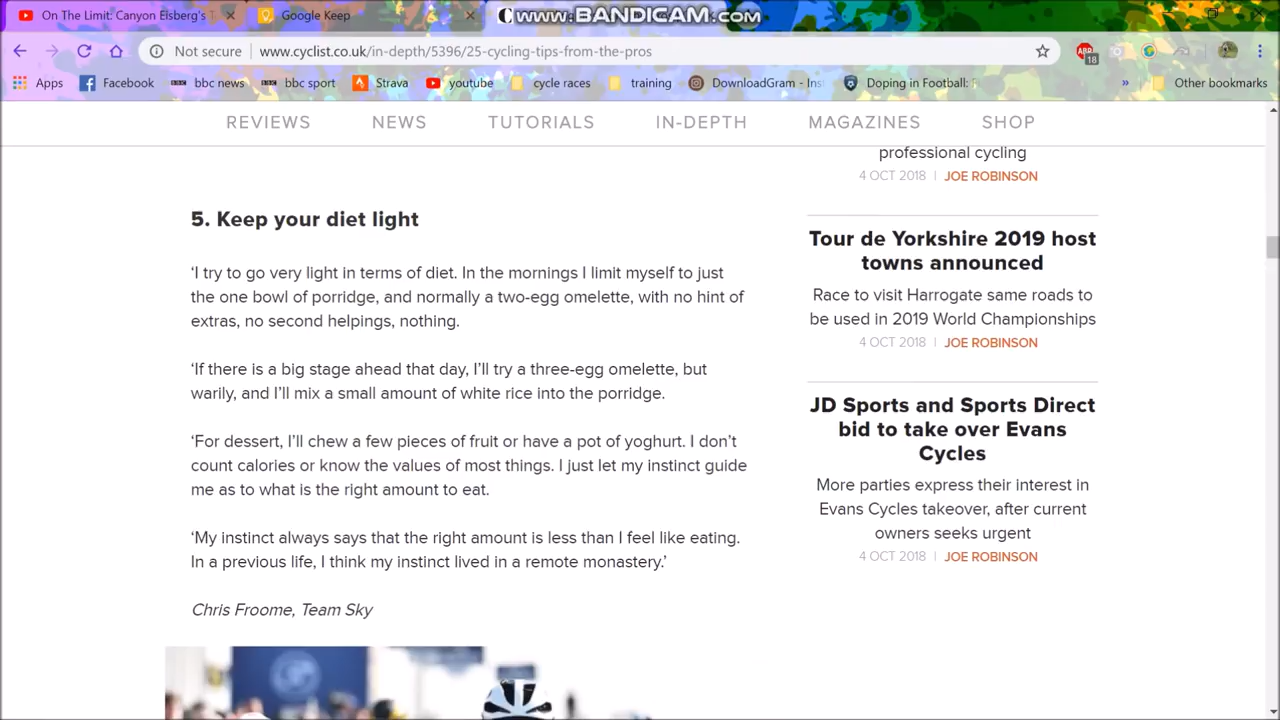 On The Limit: Canyon Eisberg's T
Google Keep
www.BANDICAM.com
Not secure www.cyclist.co.uk/in-depth/5396/25-cycling-tips-from-the-pros
ABP
18
Apps Facebook bbc news bbc sport Strava youtube cycle races training DownloadGram - Ins Doping in Football: » Other bookmarks
REVIEWS NEWS TUTORIALS IN-DEPTH MAGAZINES SHOP
5. Keep your diet light
‘I try to go very light in terms of diet. In the mornings I limit myself to just
the one bowl of porridge, and normally a two-egg omelette, with no hint of
extras, no second helpings, nothing.
‘If there is a big stage ahead that day, I’ll try a three-egg omelette, but
warily, and I’ll mix a small amount of white rice into the porridge.
‘For dessert, I’ll chew a few pieces of fruit or have a pot of yoghurt. I don’t
count calories or know the values of most things. I just let my instinct guide
me as to what is the right amount to eat.
‘My instinct always says that the right amount is less than I feel like eating.
In a previous life, I think my instinct lived in a remote monastery.’
Chris Froome, Team Sky
professional cycling
4 OCT 2018 | JOE ROBINSON
Tour de Yorkshire 2019 host
towns announced
Race to visit Harrogate same roads to
be used in 2019 World Championships
4 OCT 2018 | JOE ROBINSON
JD Sports and Sports Direct
bid to take over Evans
Cycles
More parties express their interest in
Evans Cycles takeover, after current
owners seeks urgent
4 OCT 2018 | JOE ROBINSON